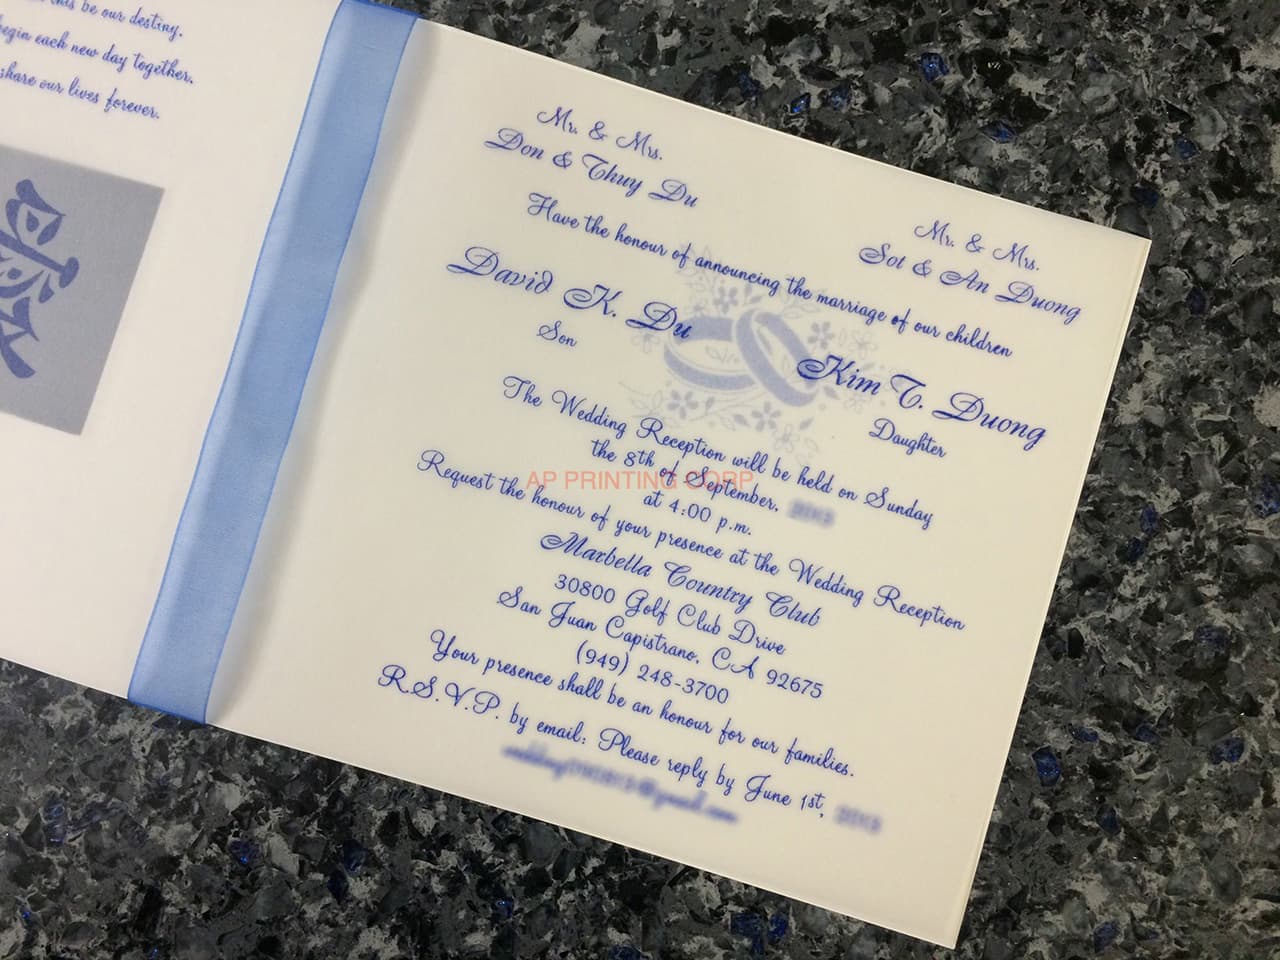 this be our destiny,
begin each new day together,
share our lives forever.
愛
Mr. & Mrs.
Don & Thuy Du
Mr. & Mrs.
Sot & An Duong
Have the honour of announcing the marriage of our children
David K. Du
Son
Kim T. Duong
Daughter
The Wedding Reception will be held on Sunday
the 8th of September,
at 4:00 p.m.
Request the honour of your presence at the Wedding Reception
Marbella Country Club
30800 Golf Club Drive
San Juan Capistrano, CA 92675
(949) 248-3700
Your presence shall be an honour for our families.
R.S.V.P. by email: Please reply by June 1st,
AP PRINTING CORP